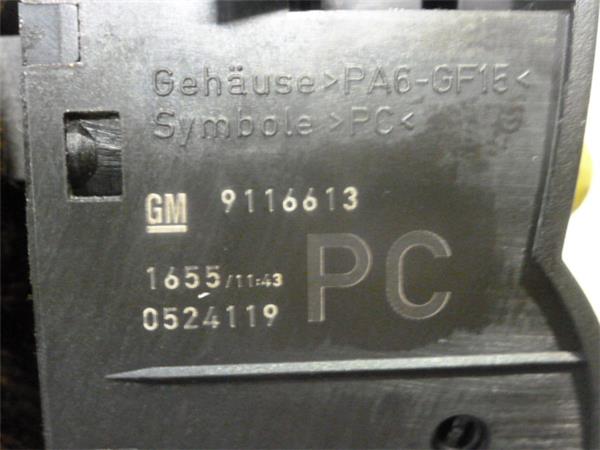 Gehäuse >PA6-GF15<
Symbole >PC<
GM 9116613
1655/11:43
0524119
PC